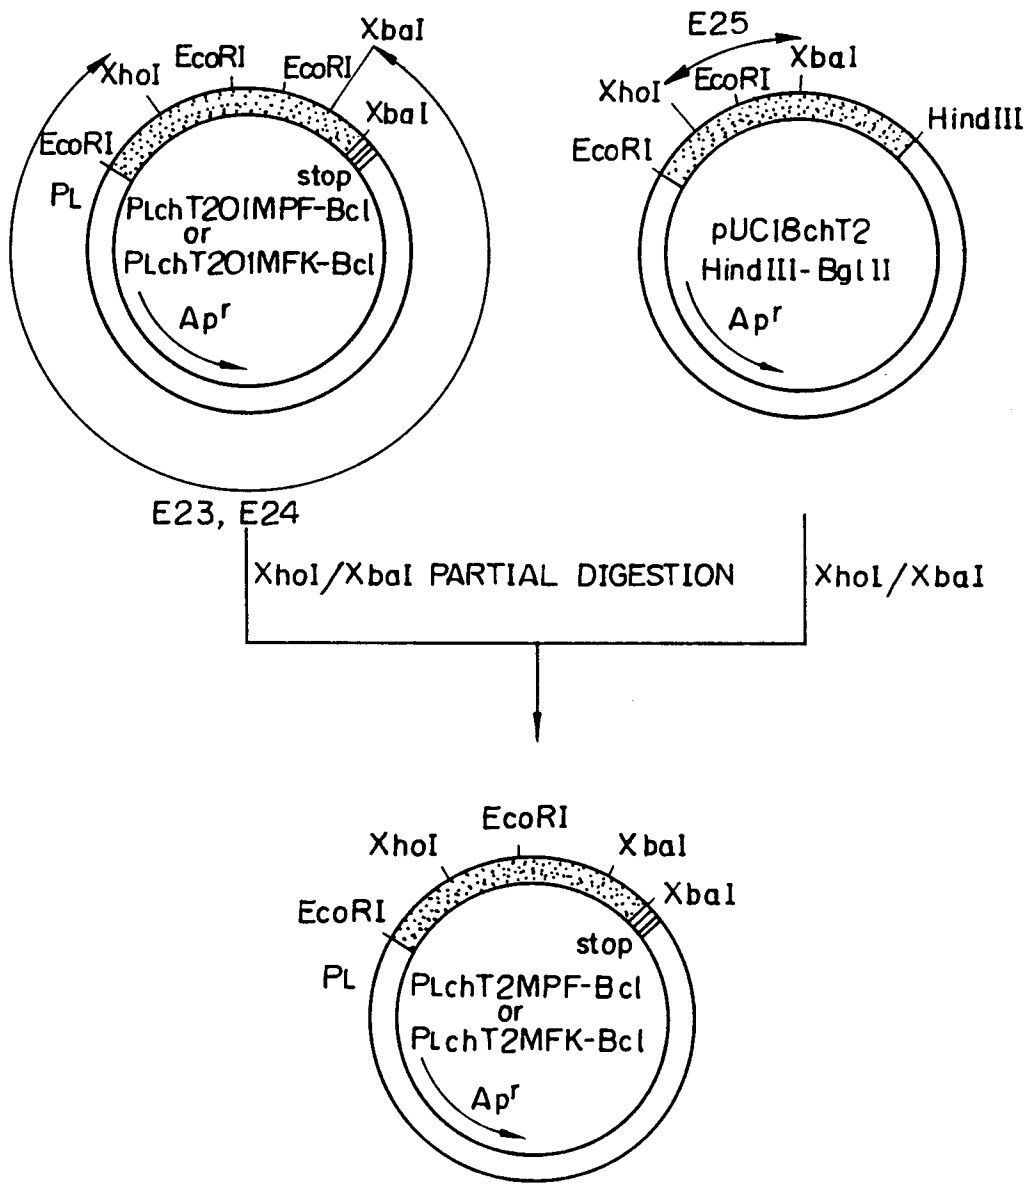 XbaI
EcoRI
EcoRI
XhoI
XbaI
EcoRI
PL
stop
PLchT201MPF-Bcl
or
PLchT201MFK-Bcl
Apr
E23, E24
E25
XbaI
EcoRI
XhoI
HindIII
EcoRI
pUC18chT2
HindIII-BglII
Apr
XhoI/XbaI PARTIAL DIGESTION
XhoI/XbaI
EcoRI
XhoI
XbaI
XbaI
EcoRI
stop
PL
PLchT2MPF-Bcl
or
PLchT2MFK-Bcl
Apr